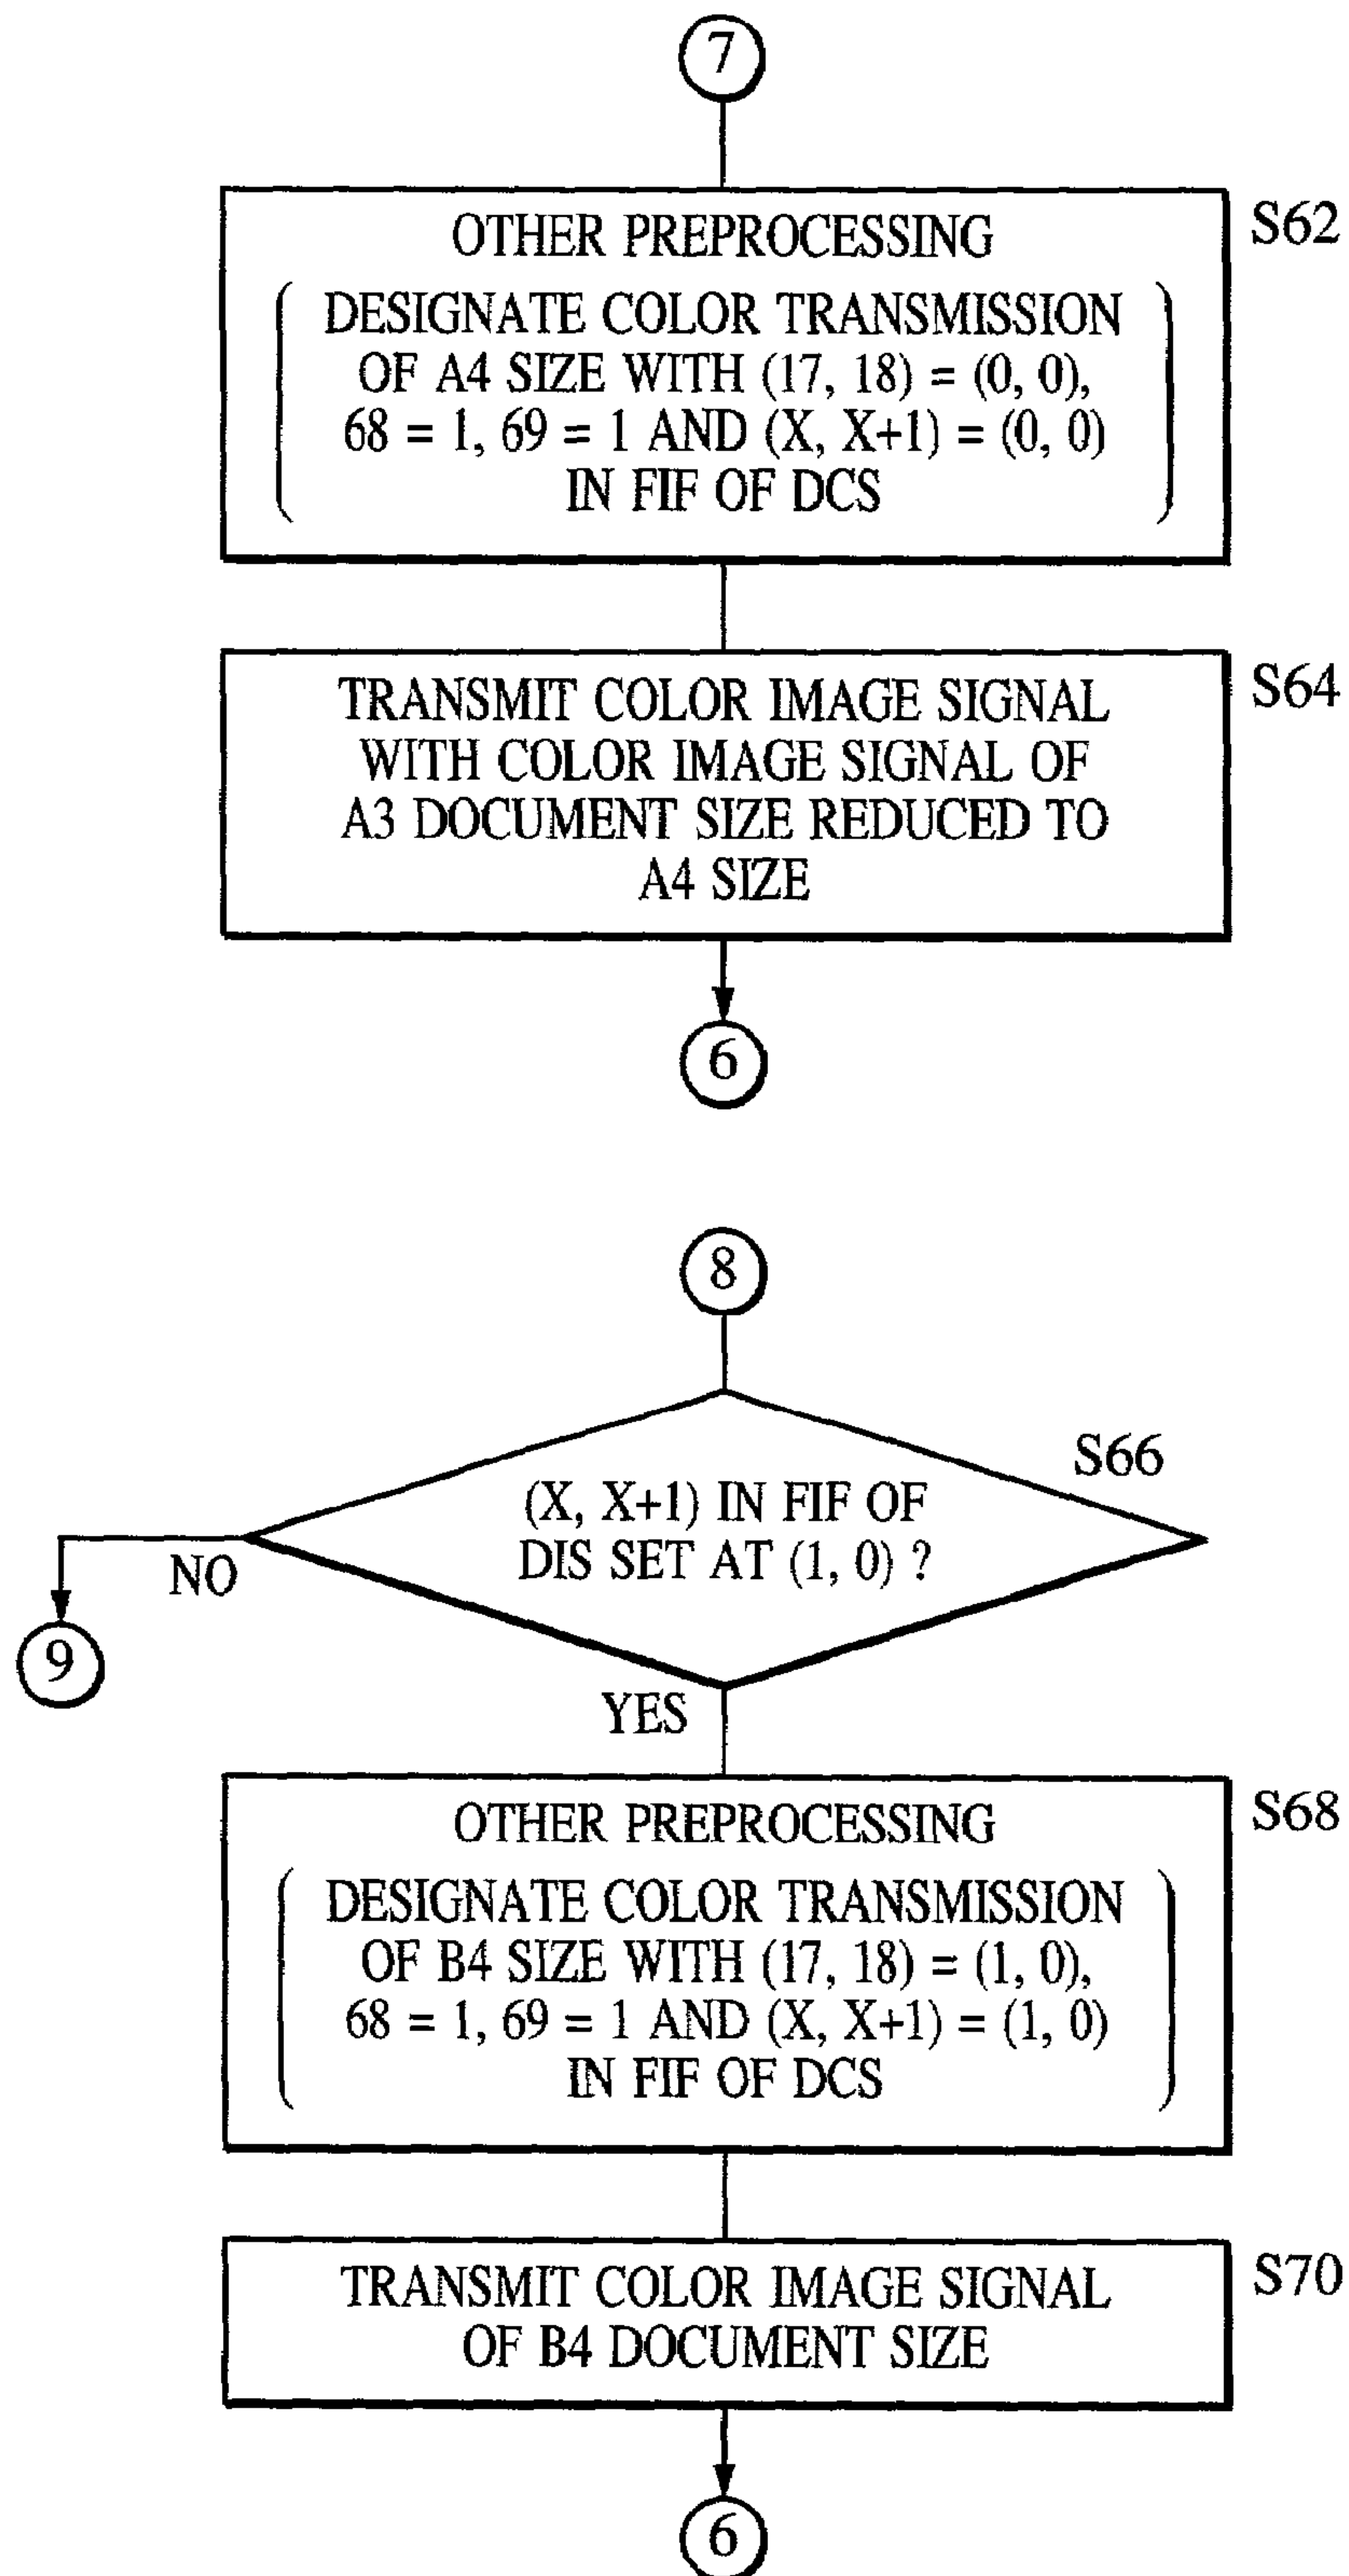 7
OTHER PREPROCESSING
S62
DESIGNATE COLOR TRANSMISSION
OF A4 SIZE WITH (17, 18) = (0, 0),
68 = 1, 69 = 1 AND (X, X+1) = (0, 0)
IN FIF OF DCS
TRANSMIT COLOR IMAGE SIGNAL
S64
WITH COLOR IMAGE SIGNAL OF
A3 DOCUMENT SIZE REDUCED TO
A4 SIZE
6
8
S66
(X, X+1) IN FIF OF
DIS SET AT (1, 0) ?
NO
9
YES
OTHER PREPROCESSING
S68
DESIGNATE COLOR TRANSMISSION
OF B4 SIZE WITH (17, 18) = (1, 0),
68 = 1, 69 = 1 AND (X, X+1) = (1, 0)
IN FIF OF DCS
TRANSMIT COLOR IMAGE SIGNAL
S70
OF B4 DOCUMENT SIZE
6